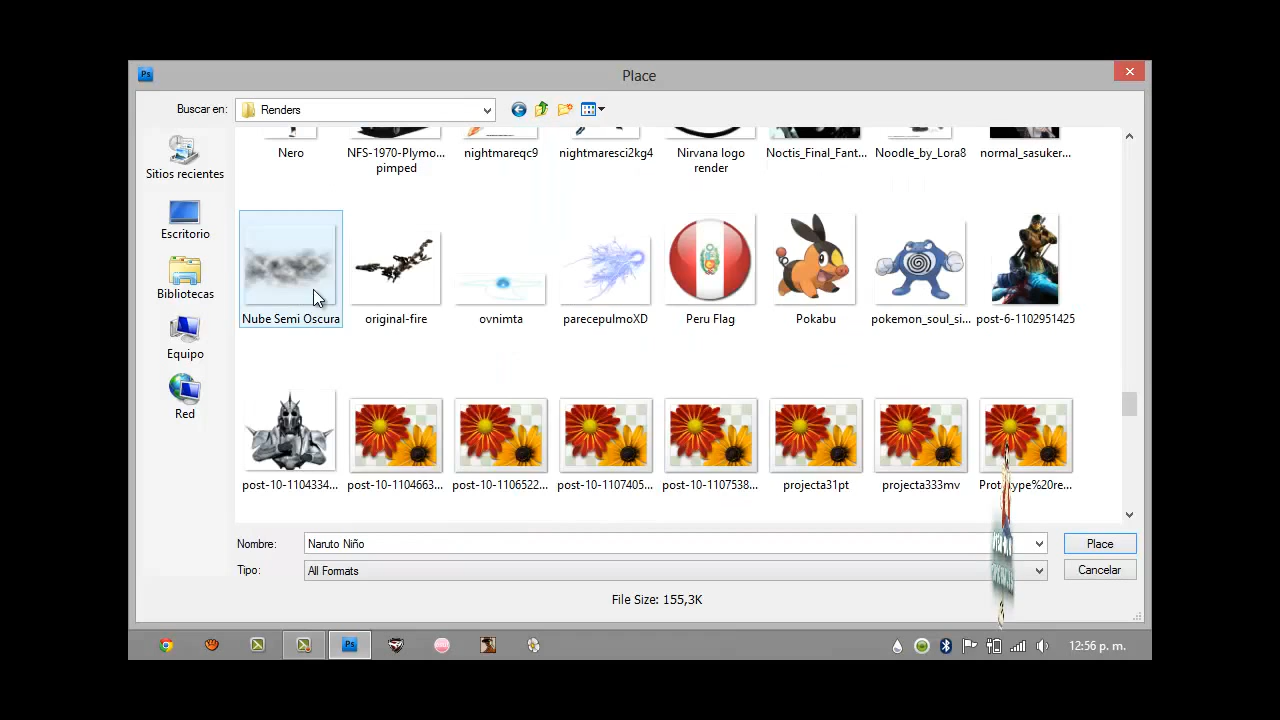 Ps
Place
Buscar en:
Renders
Sitios recientes
Escritorio
Bibliotecas
Equipo
Red
Nero
NFS-1970-Plymo...
pimped
nightmareqc9
nightmaresci2kg4
Nirvana logo
render
Noctis_Final_Fant...
Noodle_by_Lora8
normal_sasuker...
Nube Semi Oscura
original-fire
ovnimta
parecepulmoXD
Peru Flag
Pokabu
pokemon_soul_si...
post-6-1102951425
post-10-1104334...
post-10-1104663...
post-10-1106522...
post-10-1107405...
post-10-1107538...
projecta31pt
projecta333mv
Nombre:
Naruto Niño
Place
Tipo:
All Formats
Cancelar
File Size: 155,3K
Ps
12:56 p. m.